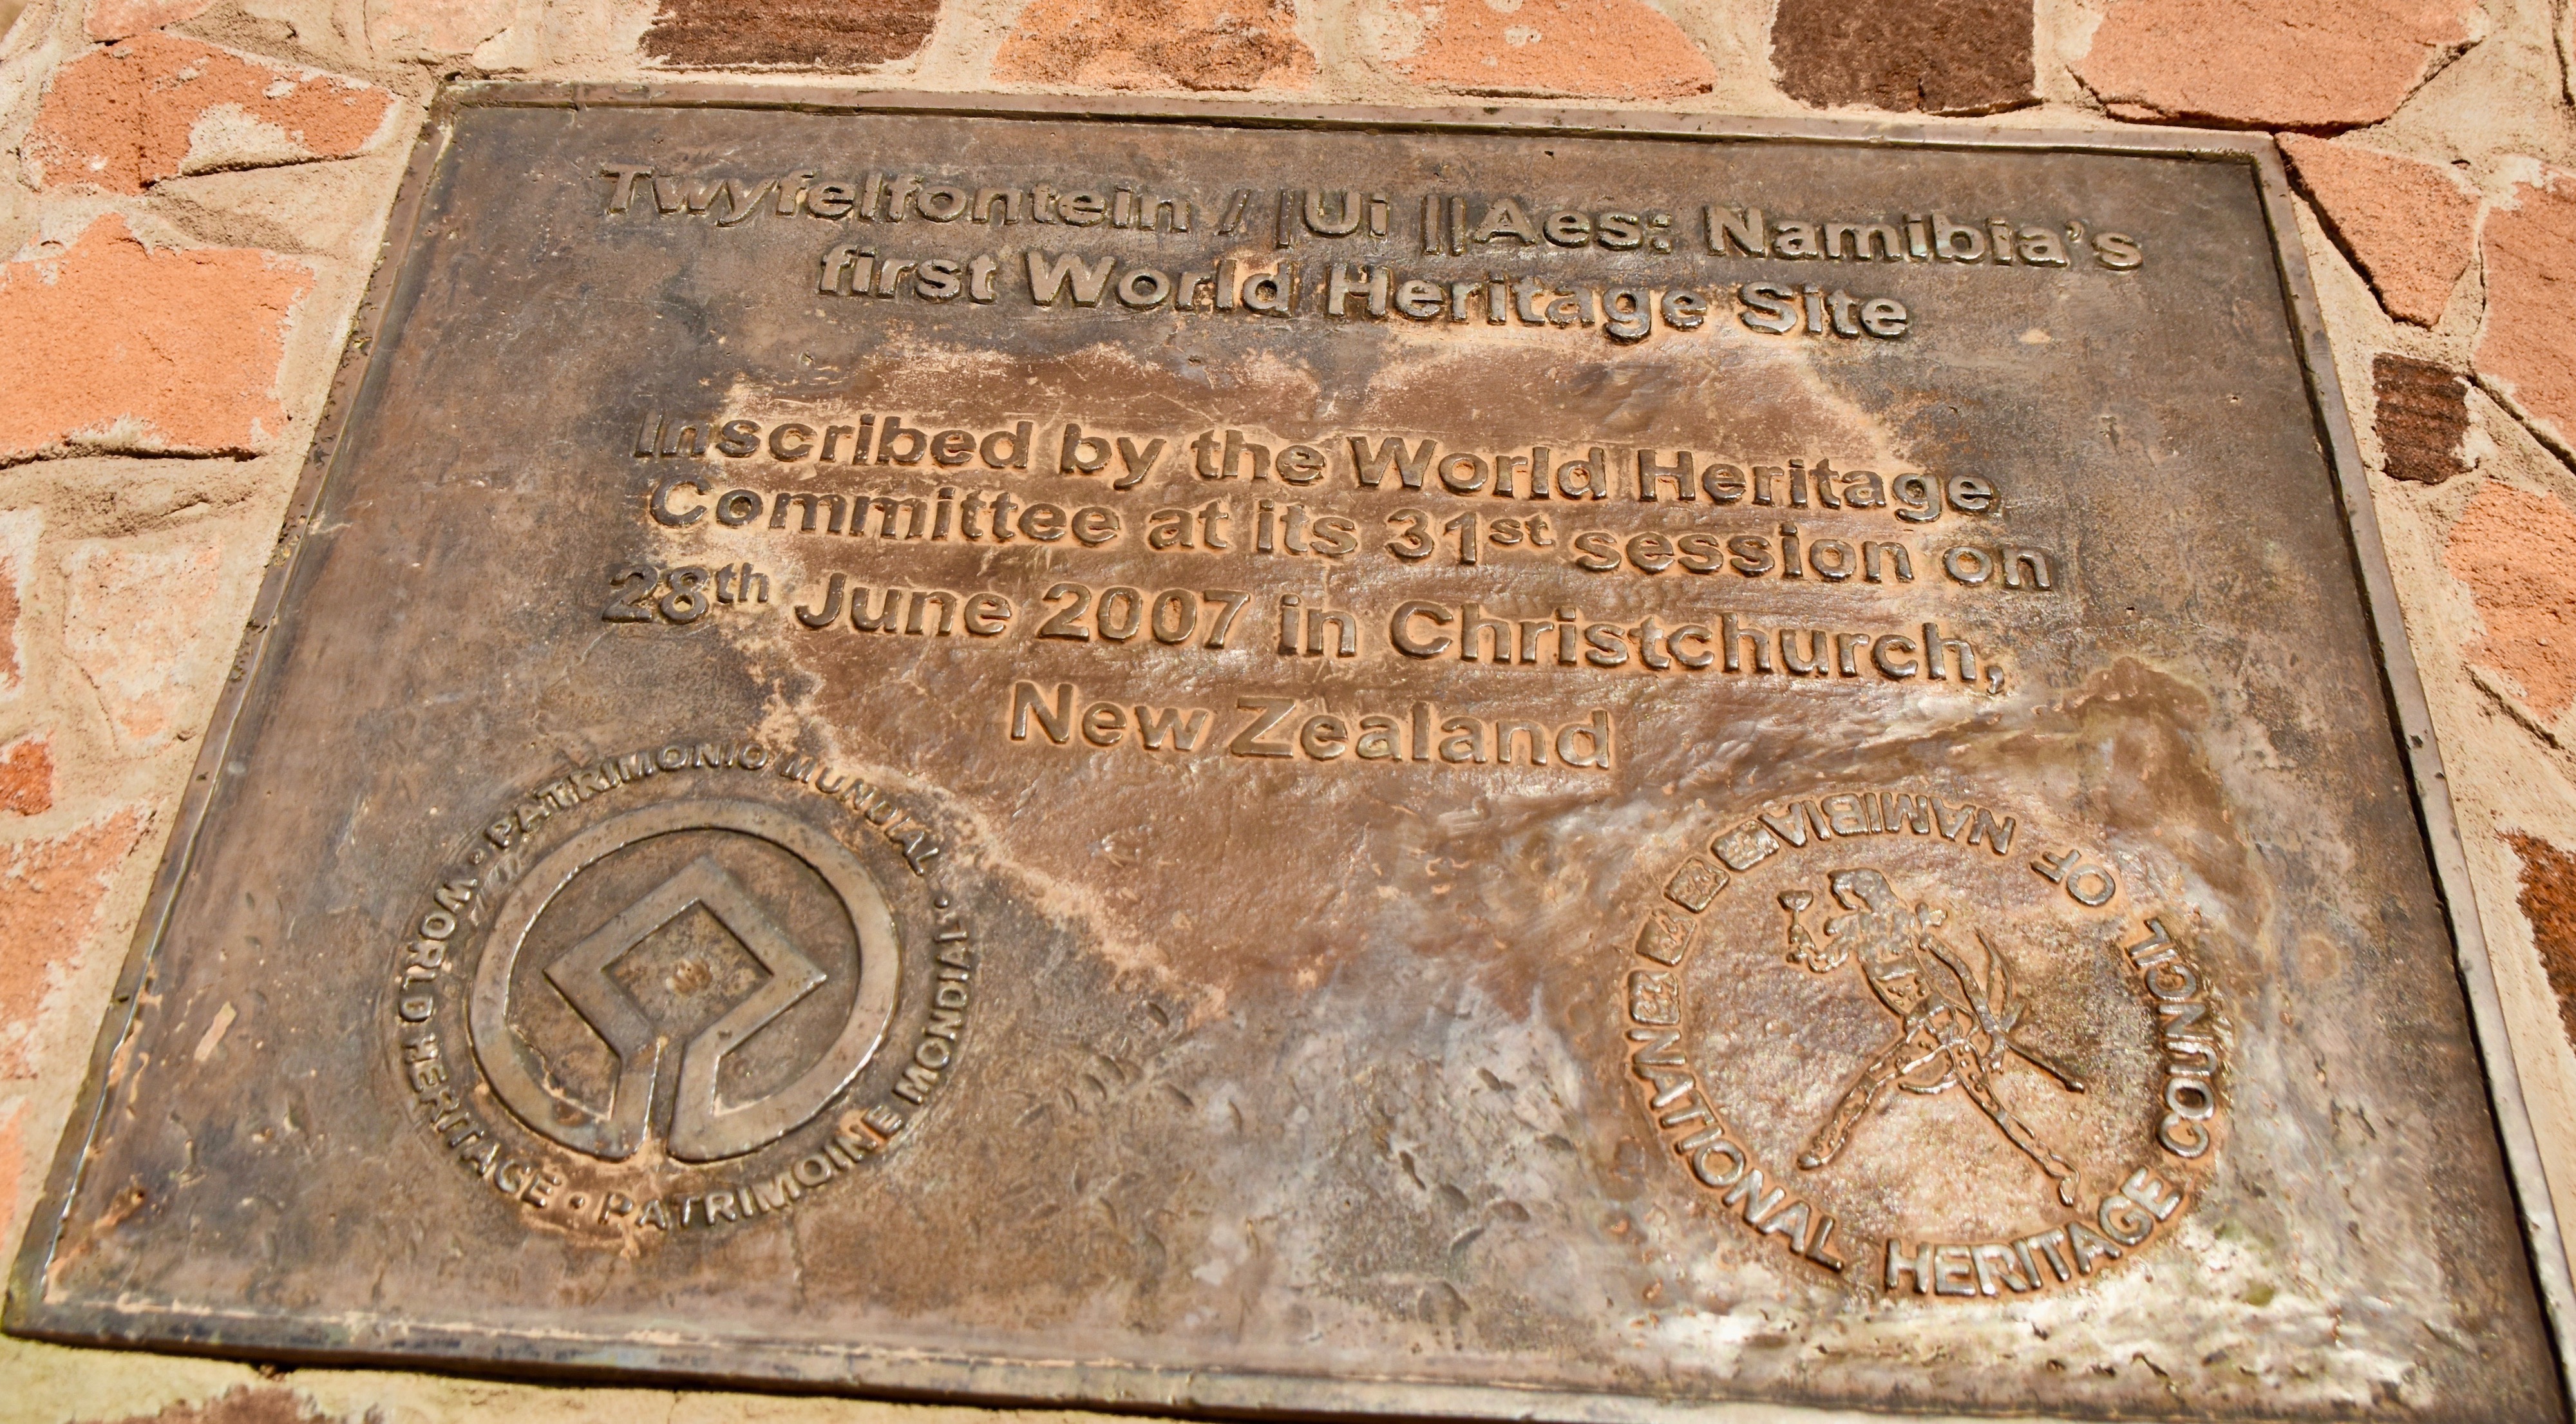 Twyfelfontein / |Ui ||Aes: Namibia's
first World Heritage Site
Inscribed by the World Heritage
Committee at its 31st session on
28th June 2007 in Christchurch,
New Zealand
WORLD HERITAGE • PATRIMOINE MONDIAL • PATRIMONIO MUNDIAL •
NATIONAL HERITAGE COUNCIL OF NAMIBIA